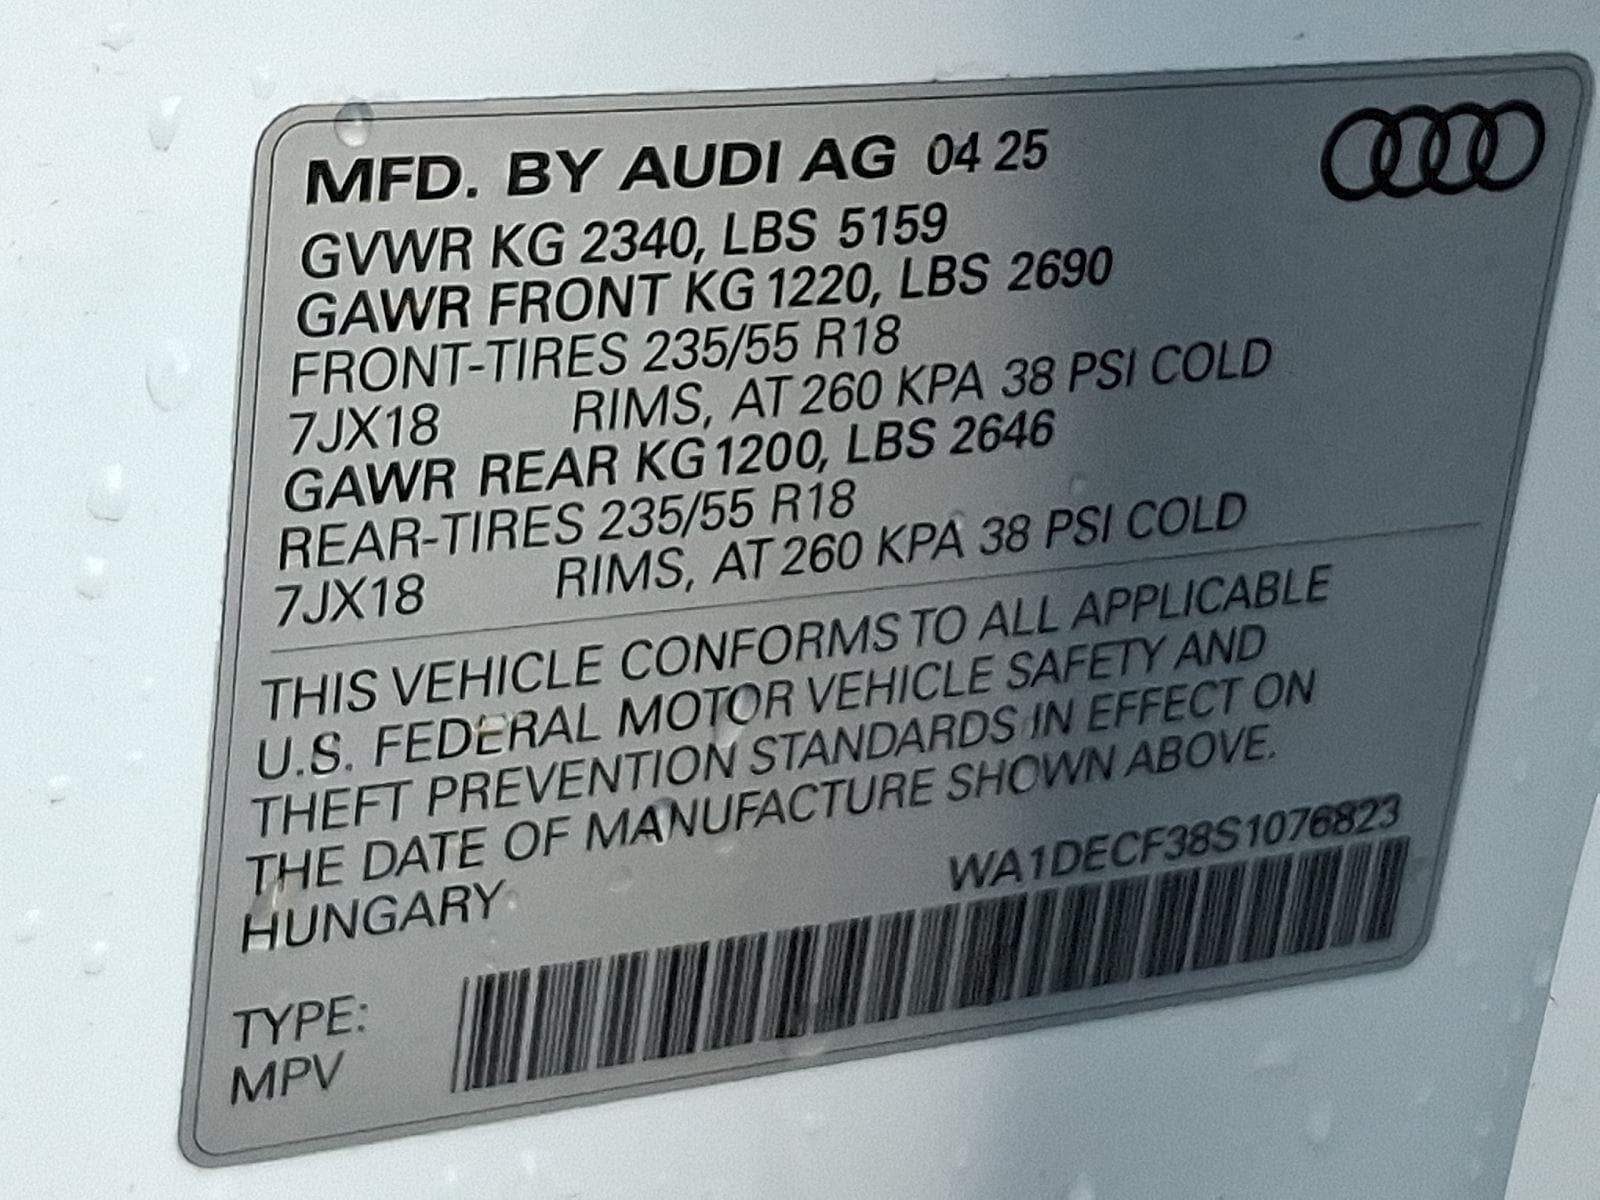 MFD. BY AUDI AG 04 25
GVWR KG 2340, LBS 5159
GAWR FRONT KG 1220, LBS 2690
FRONT-TIRES 235/55 R18
7JX18 RIMS, AT 260 KPA 38 PSI COLD
GAWR REAR KG 1200, LBS 2646
REAR-TIRES 235/55 R18
7JX18 RIMS, AT 260 KPA 38 PSI COLD
THIS VEHICLE CONFORMS TO ALL APPLICABLE
U.S. FEDERAL MOTOR VEHICLE SAFETY AND
THEFT PREVENTION STANDARDS IN EFFECT ON
THE DATE OF MANUFACTURE SHOWN ABOVE.
HUNGARY
WA1DECF38S1076823
TYPE:
MPV